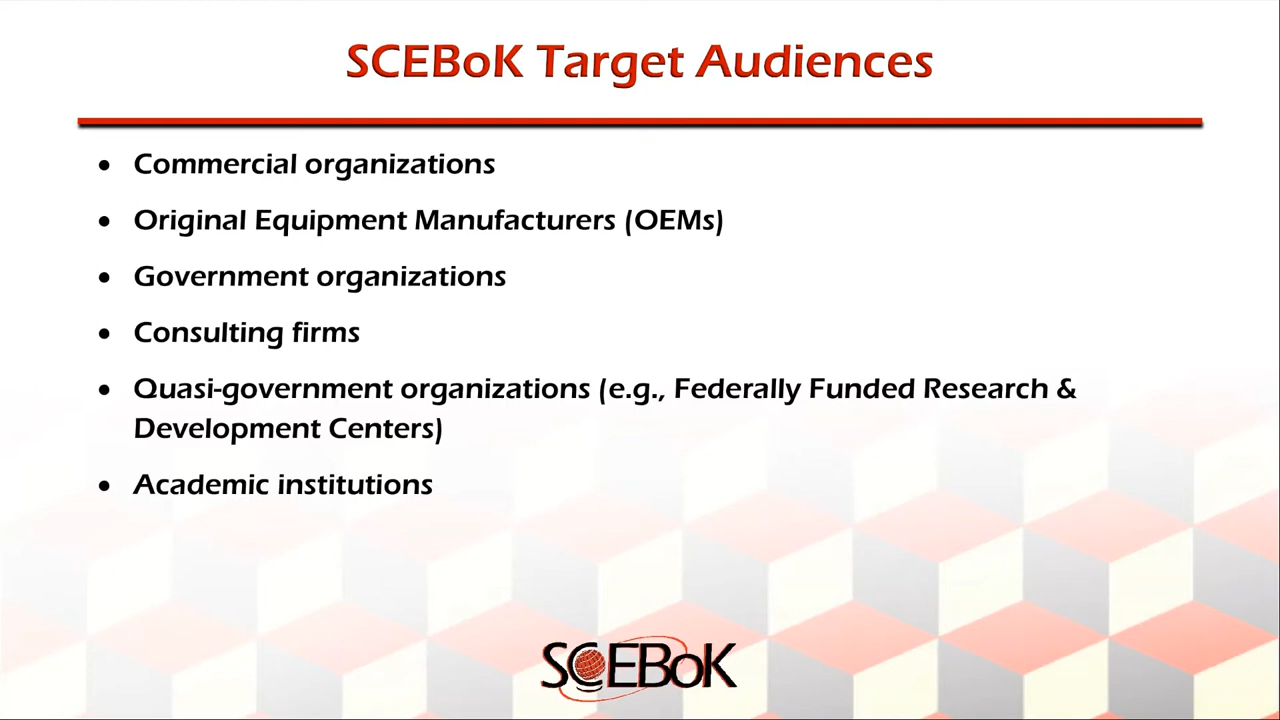 SCEBoK Target Audiences
• Commercial organizations
• Original Equipment Manufacturers (OEMs)
• Government organizations
• Consulting firms
• Quasi-government organizations (e.g., Federally Funded Research &
Development Centers)
• Academic institutions
SCEBoK